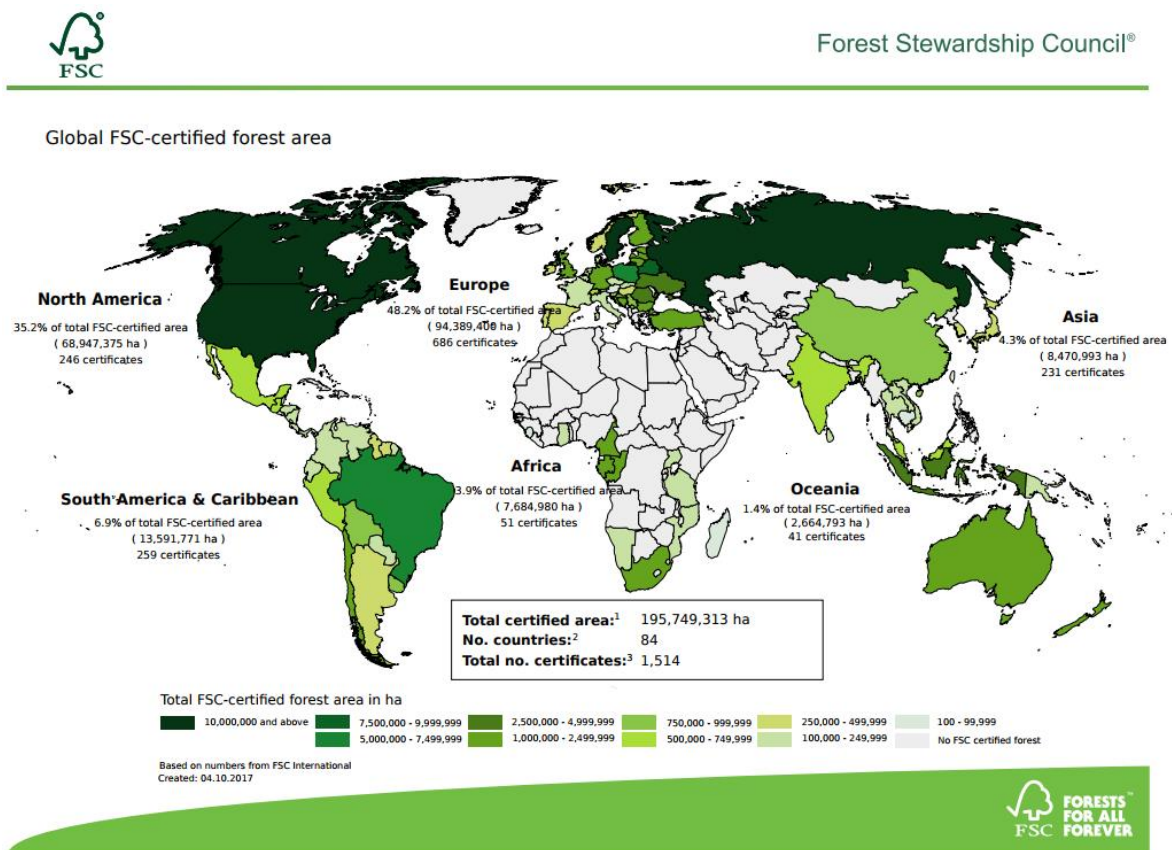 FSC
Forest Stewardship Council®
Global FSC-certified forest area
North America
35.2% of total FSC-certified area
( 68,947,375 ha )
246 certificates
Europe
48.2% of total FSC-certified area
( 94,389,400 ha )
686 certificates
Asia
4.3% of total FSC-certified area
( 8,470,993 ha )
231 certificates
South America & Caribbean
6.9% of total FSC-certified area
( 13,591,771 ha )
259 certificates
Africa
3.9% of total FSC-certified area
( 7,684,980 ha )
51 certificates
Oceania
1.4% of total FSC-certified area
( 2,664,793 ha )
41 certificates
Total certified area:¹ 195,749,313 ha
No. countries:² 84
Total no. certificates:³ 1,514
Total FSC-certified forest area in ha
10,000,000 and above 7,500,000 - 9,999,999 2,500,000 - 4,999,999 750,000 - 999,999 250,000 - 499,999 100 - 99,999
5,000,000 - 7,499,999 1,000,000 - 2,499,999 500,000 - 749,999 100,000 - 249,999 No FSC certified forest
Based on numbers from FSC International
Created: 04.10.2017
FSC
FORESTS
FOR ALL
FOREVER™